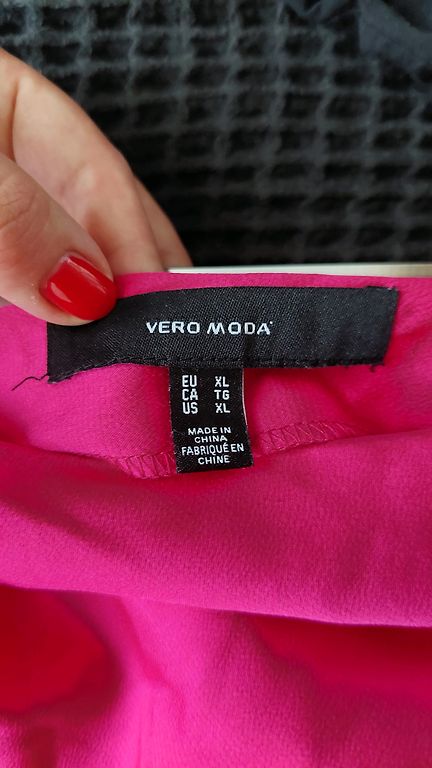 VERO MODA
EU XL
CA TG
US XL
MADE IN
CHINA
FABRIQUÉ EN
CHINE